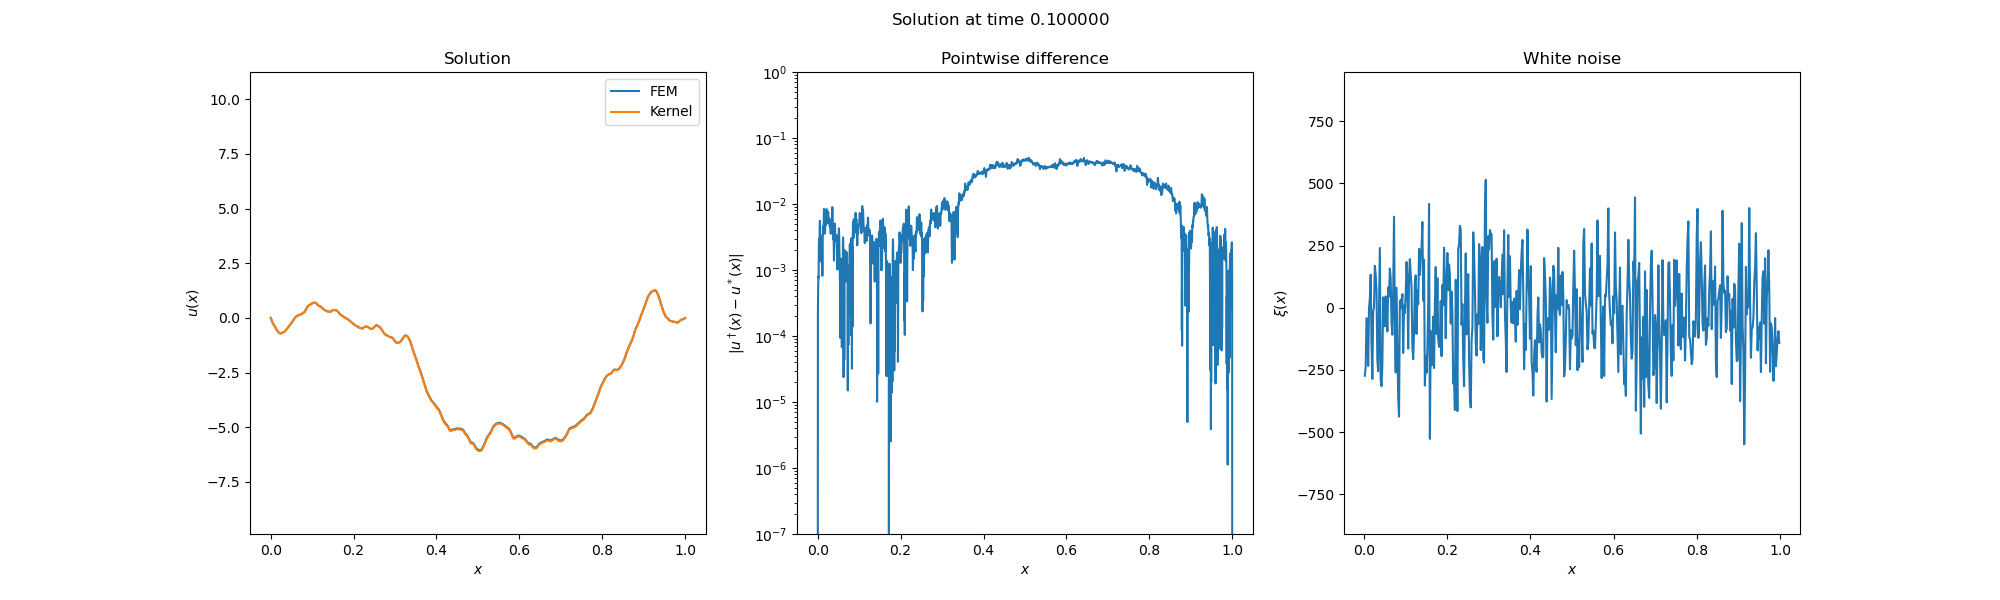 Solution at time 0.100000
Solution
10.0
7.5
5.0
2.5
0.0
−2.5
−5.0
−7.5
u(x)
0.0 0.2 0.4 0.6 0.8 1.0
x
FEM
Kernel
Pointwise difference
10⁰
10⁻¹
10⁻²
10⁻³
10⁻⁴
10⁻⁵
10⁻⁶
10⁻⁷
|u†(x) − u*(x)|
0.0 0.2 0.4 0.6 0.8 1.0
x
White noise
750
500
250
0
−250
−500
−750
ξ(x)
0.0 0.2 0.4 0.6 0.8 1.0
x